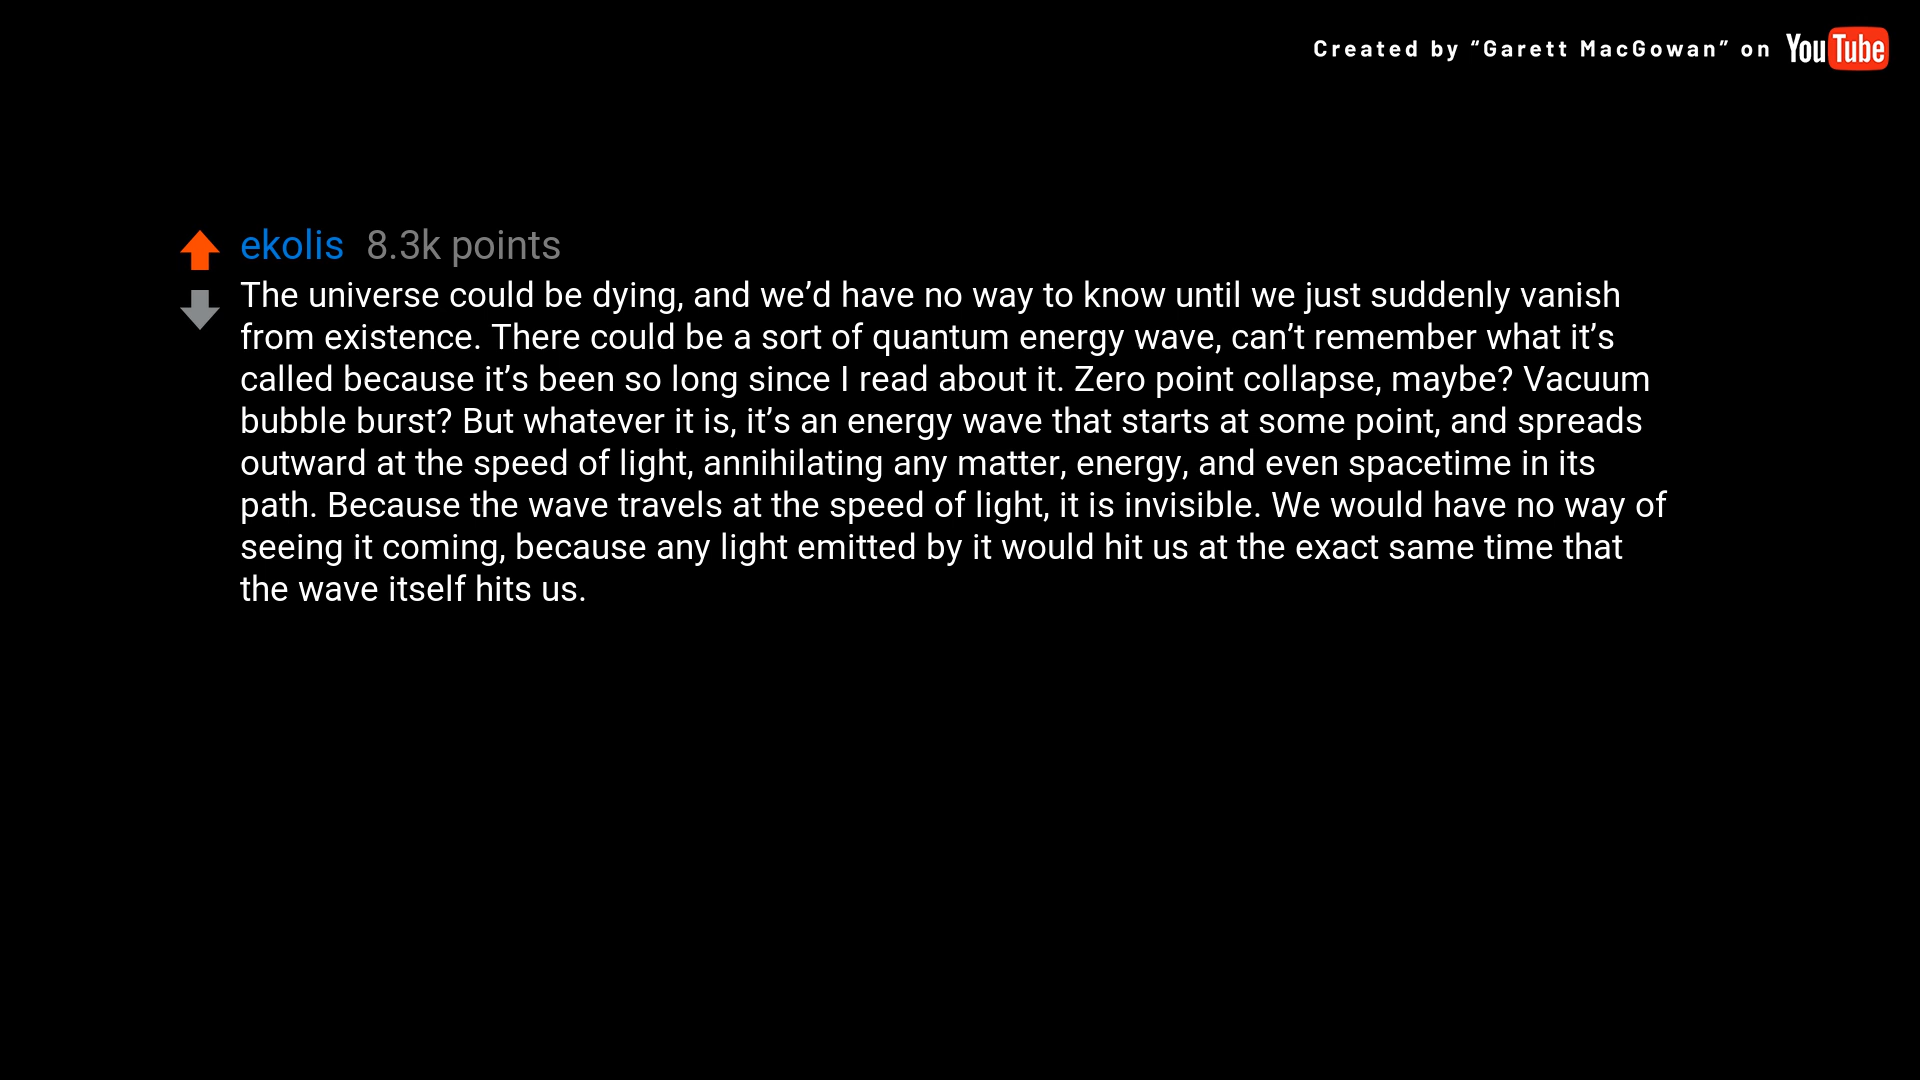 Created by “Garett MacGowan” on YouTube
ekolis 8.3k points
The universe could be dying, and we’d have no way to know until we just suddenly vanish
from existence. There could be a sort of quantum energy wave, can’t remember what it’s
called because it’s been so long since I read about it. Zero point collapse, maybe? Vacuum
bubble burst? But whatever it is, it’s an energy wave that starts at some point, and spreads
outward at the speed of light, annihilating any matter, energy, and even spacetime in its
path. Because the wave travels at the speed of light, it is invisible. We would have no way of
seeing it coming, because any light emitted by it would hit us at the exact same time that
the wave itself hits us.